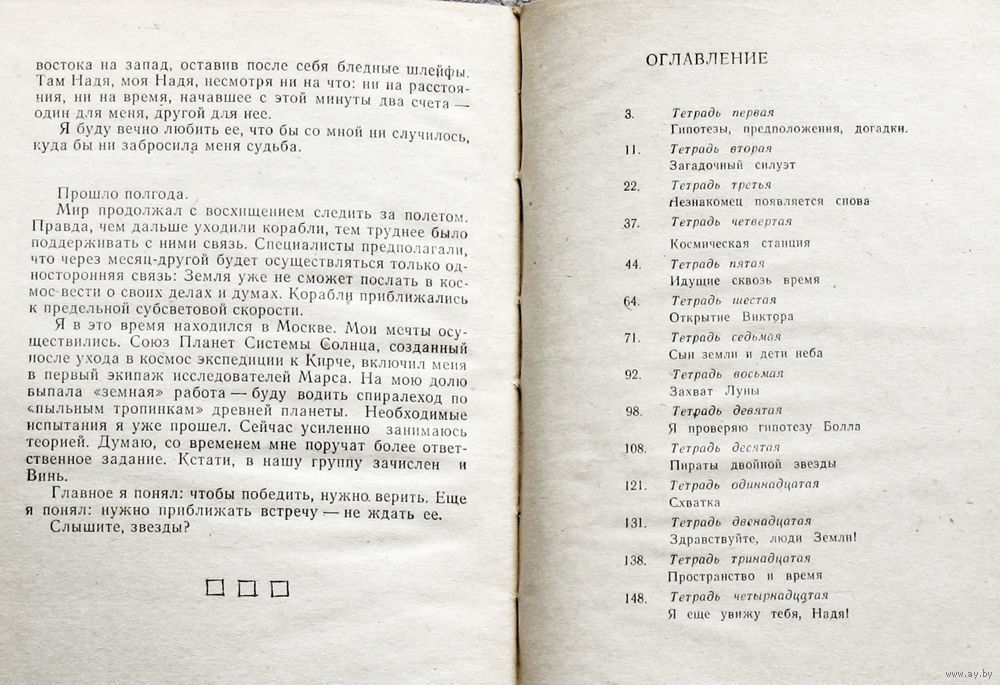 востока на запад, оставив после себя бледные шлейфы.
Там Надя, моя Надя, несмотря ни на что: ни на расстоя-
ния, ни на время, начавшее с этой минуты два счета —
один для меня, другой для нее.
Я буду вечно любить ее, что бы со мной ни случилось,
куда бы ни забросила меня судьба.
Прошло полгода.
Мир продолжал с восхищением следить за полетом.
Правда, чем дальше уходили корабли, тем труднее было
поддерживать с ними связь. Специалисты предполагали,
что через месяц-другой будет осуществляться только од-
носторонняя связь: Земля уже не сможет послать в кос-
мос вести о своих делах и думах. Корабли приближались
к предельной субсветовой скорости.
Я в это время находился в Москве. Мои мечты осу-
ществились. Союз Планет Системы Солнца, созданный
после ухода в космос экспедиции к Кирче, включил меня
в первый экипаж исследователей Марса. На мою долю
выпала «земная» работа — буду водить спиралеход по
«пыльным тропинкам» древней планеты. Необходимые
испытания я уже прошел. Сейчас усиленно занимаюсь
теорией. Думаю, со временем мне поручат более ответ-
ственное задание. Кстати, в нашу группу зачислен и
Винь.
Главное я понял: чтобы победить, нужно верить. Еще
я понял: нужно приближать встречу — не ждать ее.
Слышите, звезды?
ОГЛАВЛЕНИЕ
3. Тетрадь первая
Гипотезы, предположения, догадки.
11. Тетрадь вторая
Загадочный силуэт
22. Тетрадь третья
Незнакомец появляется снова
37. Тетрадь четвертая
Космическая станция
44. Тетрадь пятая
Идущие сквозь время
64. Тетрадь шестая
Открытие Виктора
71. Тетрадь седьмая
Сыи земли и дети неба
92. Тетрадь восьмая
Захват Луны
98. Тетрадь девятая
Я проверяю гипотезу Болла
108. Тетрадь десятая
Пираты двойной звезды
121. Тетрадь одиннадцатая
Схватка
131. Тетрадь двенадцатая
Здравствуйте, люди Земли!
138. Тетрадь тринадцатая
Пространство и время
148. Тетрадь четырнадцатая
Я еще увижу тебя, Надя!
www.ay.by